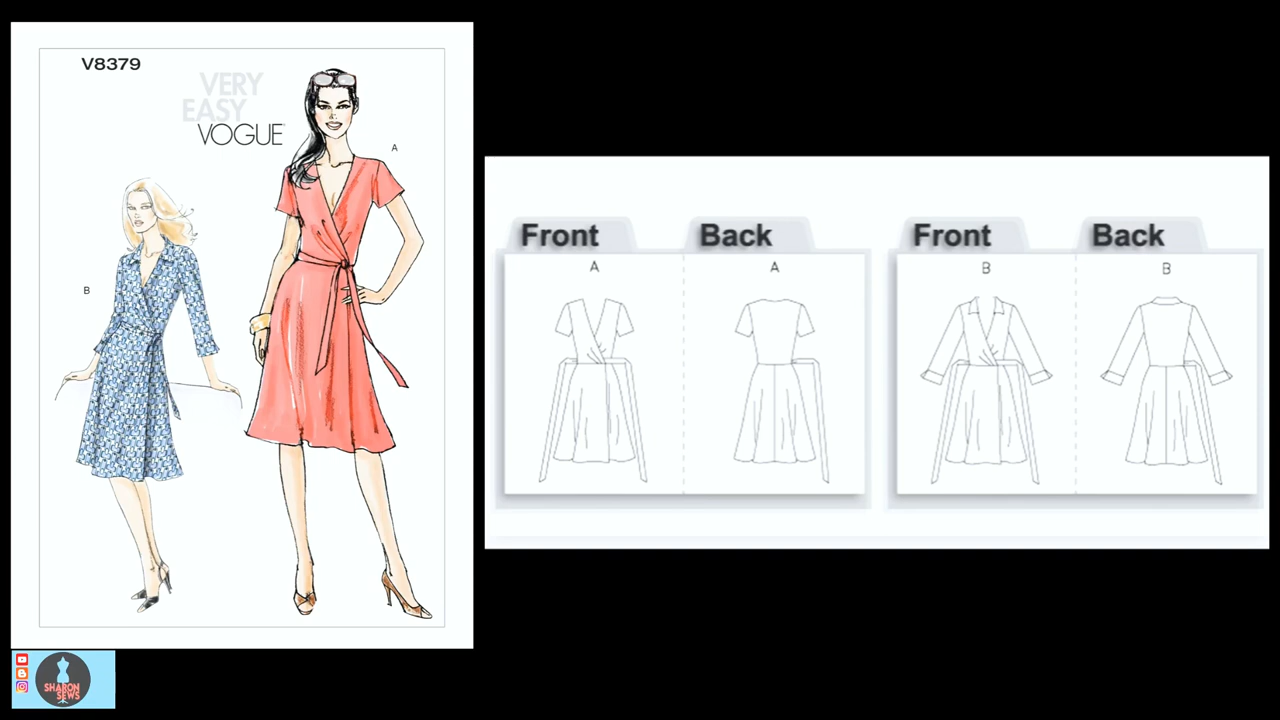 V8379
VERY
EASY
VOGUE
A
B
Front
Back
Front
Back
A
A
B
B
SHARON
SEWS